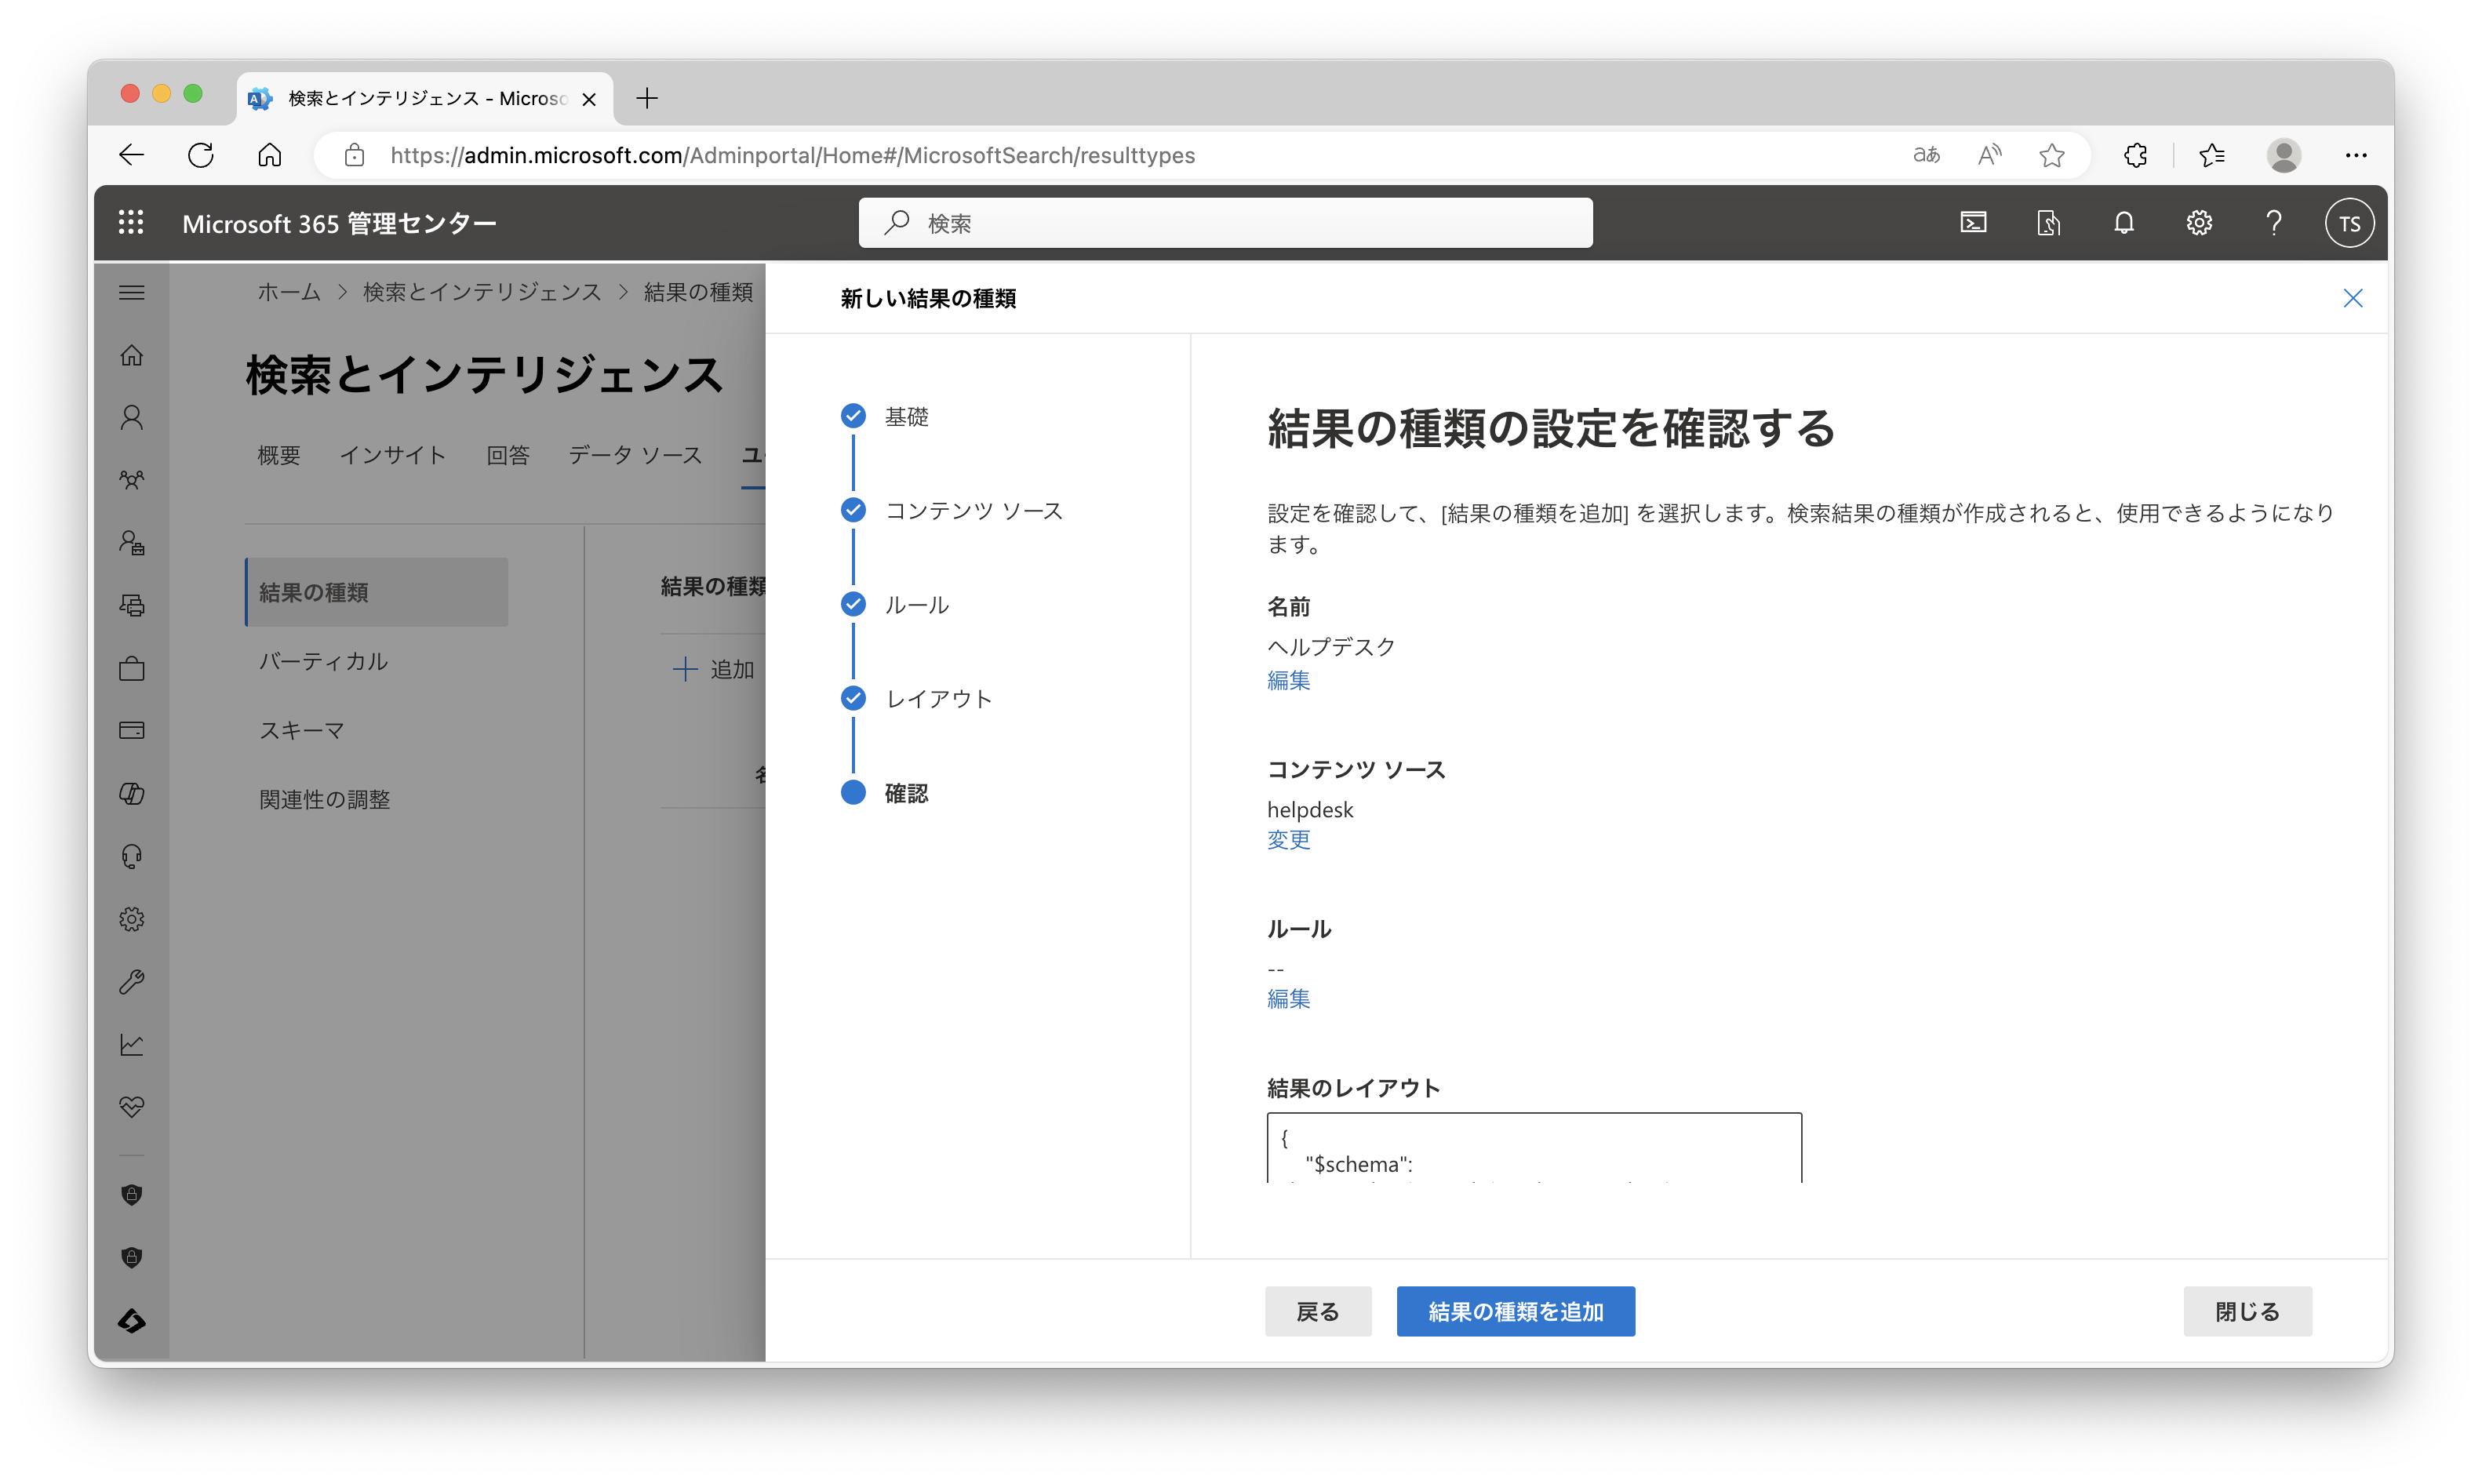 検索とインテリジェンス - Microso
https://admin.microsoft.com/Adminportal/Home#/MicrosoftSearch/resulttypes
Microsoft 365 管理センター
検索
TS
ホーム > 検索とインテリジェンス > 結果の種類
検索とインテリジェンス
概要
インサイト
回答
データ ソース
結果の種類
バーティカル
スキーマ
関連性の調整
結果の種類
追加
名
新しい結果の種類
基礎
コンテンツ ソース
ルール
レイアウト
確認
結果の種類の設定を確認する
設定を確認して、[結果の種類を追加] を選択します。検索結果の種類が作成されると、使用できるようになり
ます。
名前
ヘルプデスク
編集
コンテンツ ソース
helpdesk
変更
ルール
--
編集
結果のレイアウト
{
"$schema":
戻る
結果の種類を追加
閉じる